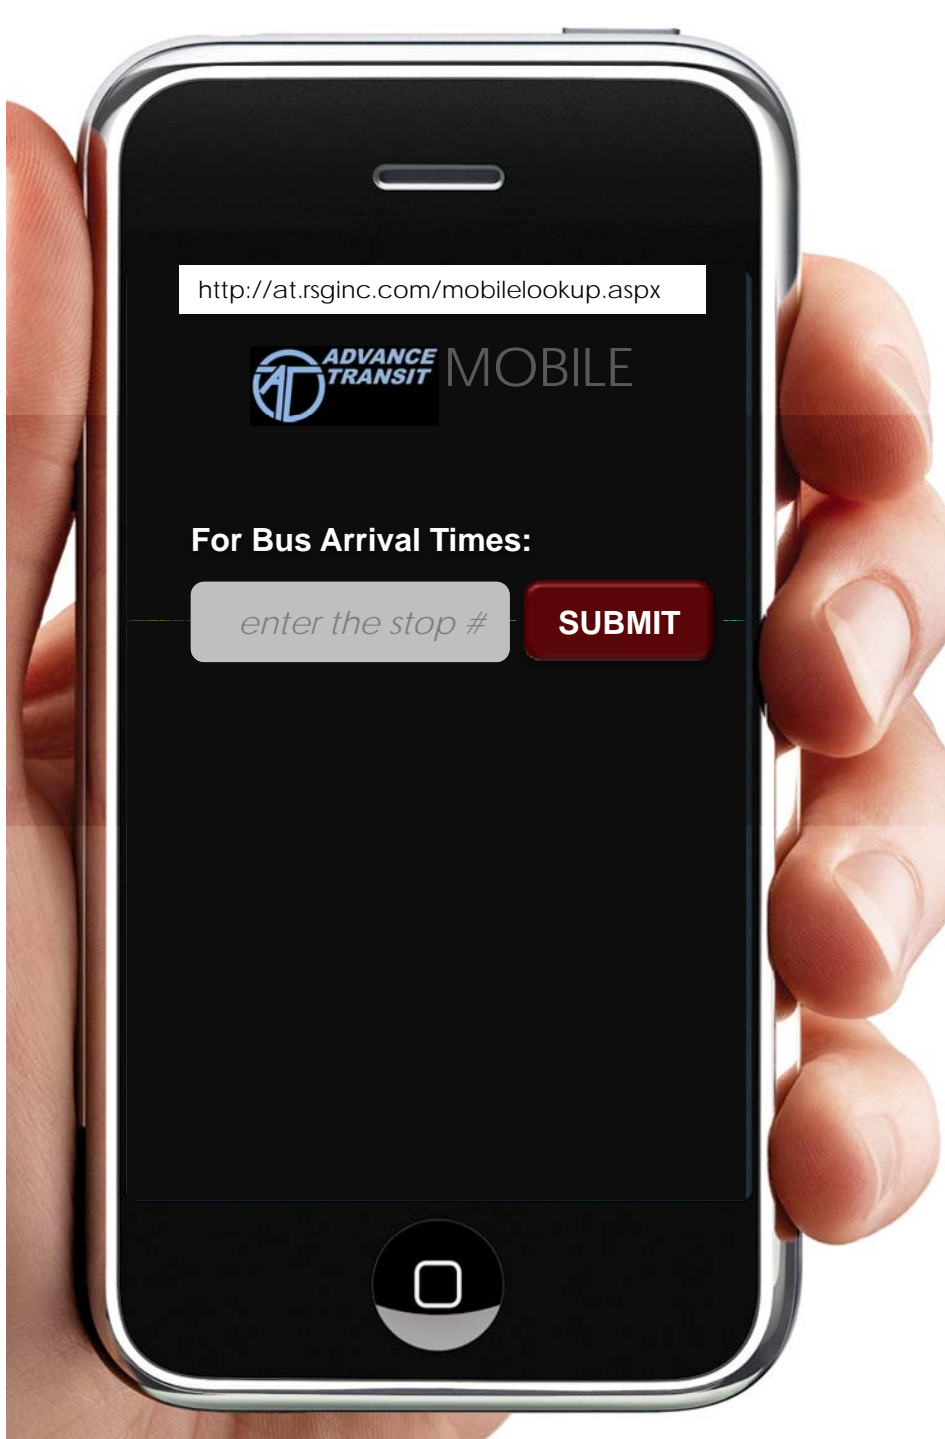 http://at.rsginc.com/mobilelookup.aspx
ADVANCE
TRANSIT MOBILE
For Bus Arrival Times:
enter the stop #
SUBMIT